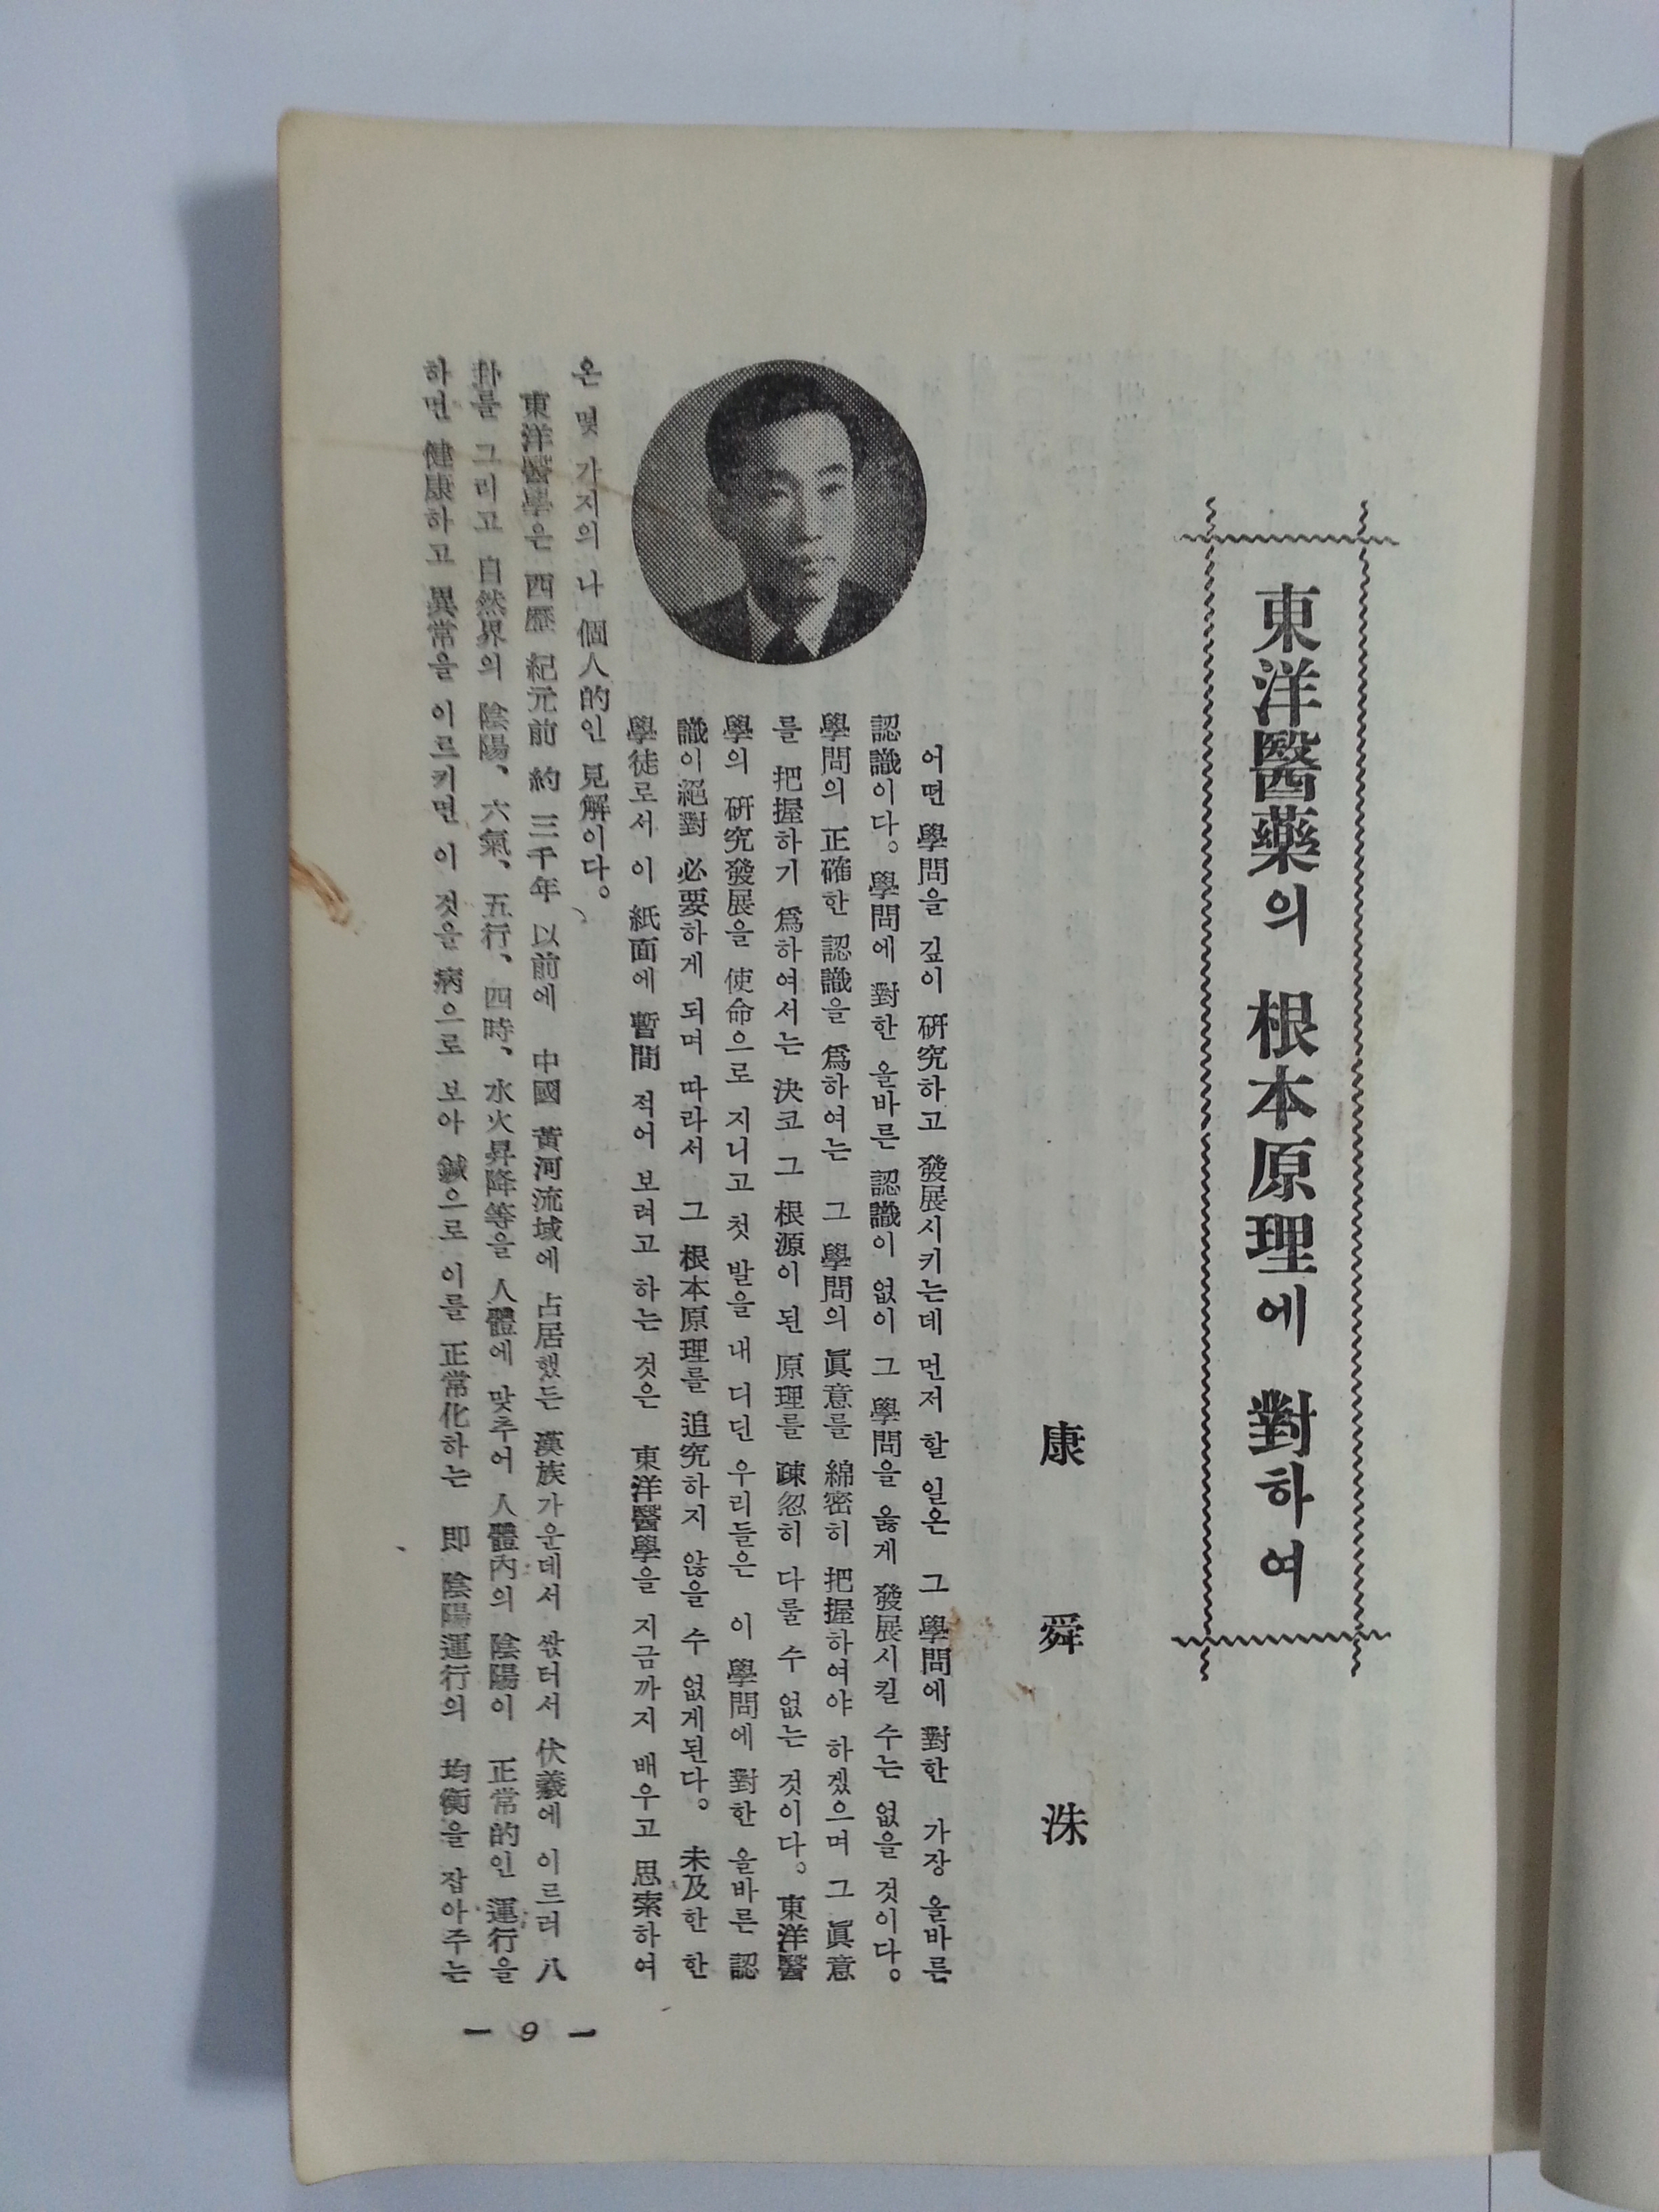 東洋醫藥의 根本原理에 對하여
康舜洙
어떤 學問을 깊이 硏究하고 發展시키는데 먼저 할 일은 그 學問에 對한 가장 올바른
認識이다。學問에 對한 올바른 認識이 없이 그 學問을 옳게 發展시킬 수는 없을 것이다。
學問의 正確한 認識을 爲하여는 그 學問의 眞意를 綿密히 把握하여야 하겠으며 그 眞意
를 把握하기 爲하여서는 決코 그 根源이 된 原理를 疎忽히 다룰 수 없는 것이다。東洋醫
學의 硏究發展을 使命으로 지니고 첫 발을 내 디딘 우리들은 이 學問에 對한 올바른 認
識이 絕對 必要하게 되며 따라서 그 根本原理를 追究하지 않을 수 없게된다。未及한 한
學徒로서 이 紙面에 暫間 적어 보려고 하는 것은 東洋醫學을 지금까지 배우고 思索하여
온 몇 가지의 나 個人的인 見解이다。
東洋醫學은 西歷 紀元前 約 三千年 以前에 中國 黃河流域에 占居했든 漢族가운데서 싻터서 伏羲에 이르러 八
卦를 그리고 自然界의 陰陽、六氣、五行、四時、水火昇降等을 人體에 맞추어 人體內의 陰陽이 正常的인 運行을
하면 健康하고 異常을 이르키면 이 것을 病으로 보아 鍼으로 이를 正常化하는 即 陰陽運行의 均衡을 잡아주는
— 9 —